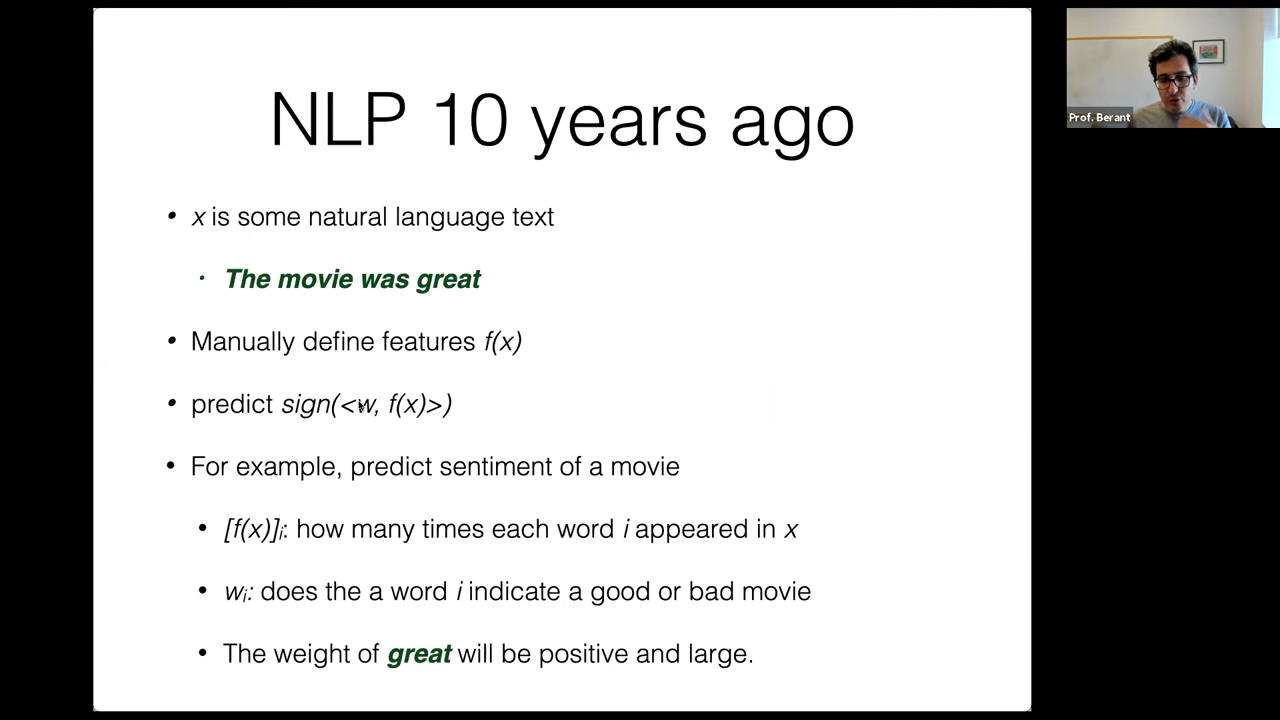 NLP 10 years ago
• x is some natural language text
• The movie was great
• Manually define features f(x)
• predict sign(<w, f(x)>)
• For example, predict sentiment of a movie
• [f(x)]i: how many times each word i appeared in x
• wi: does the a word i indicate a good or bad movie
• The weight of great will be positive and large.
Prof. Berant